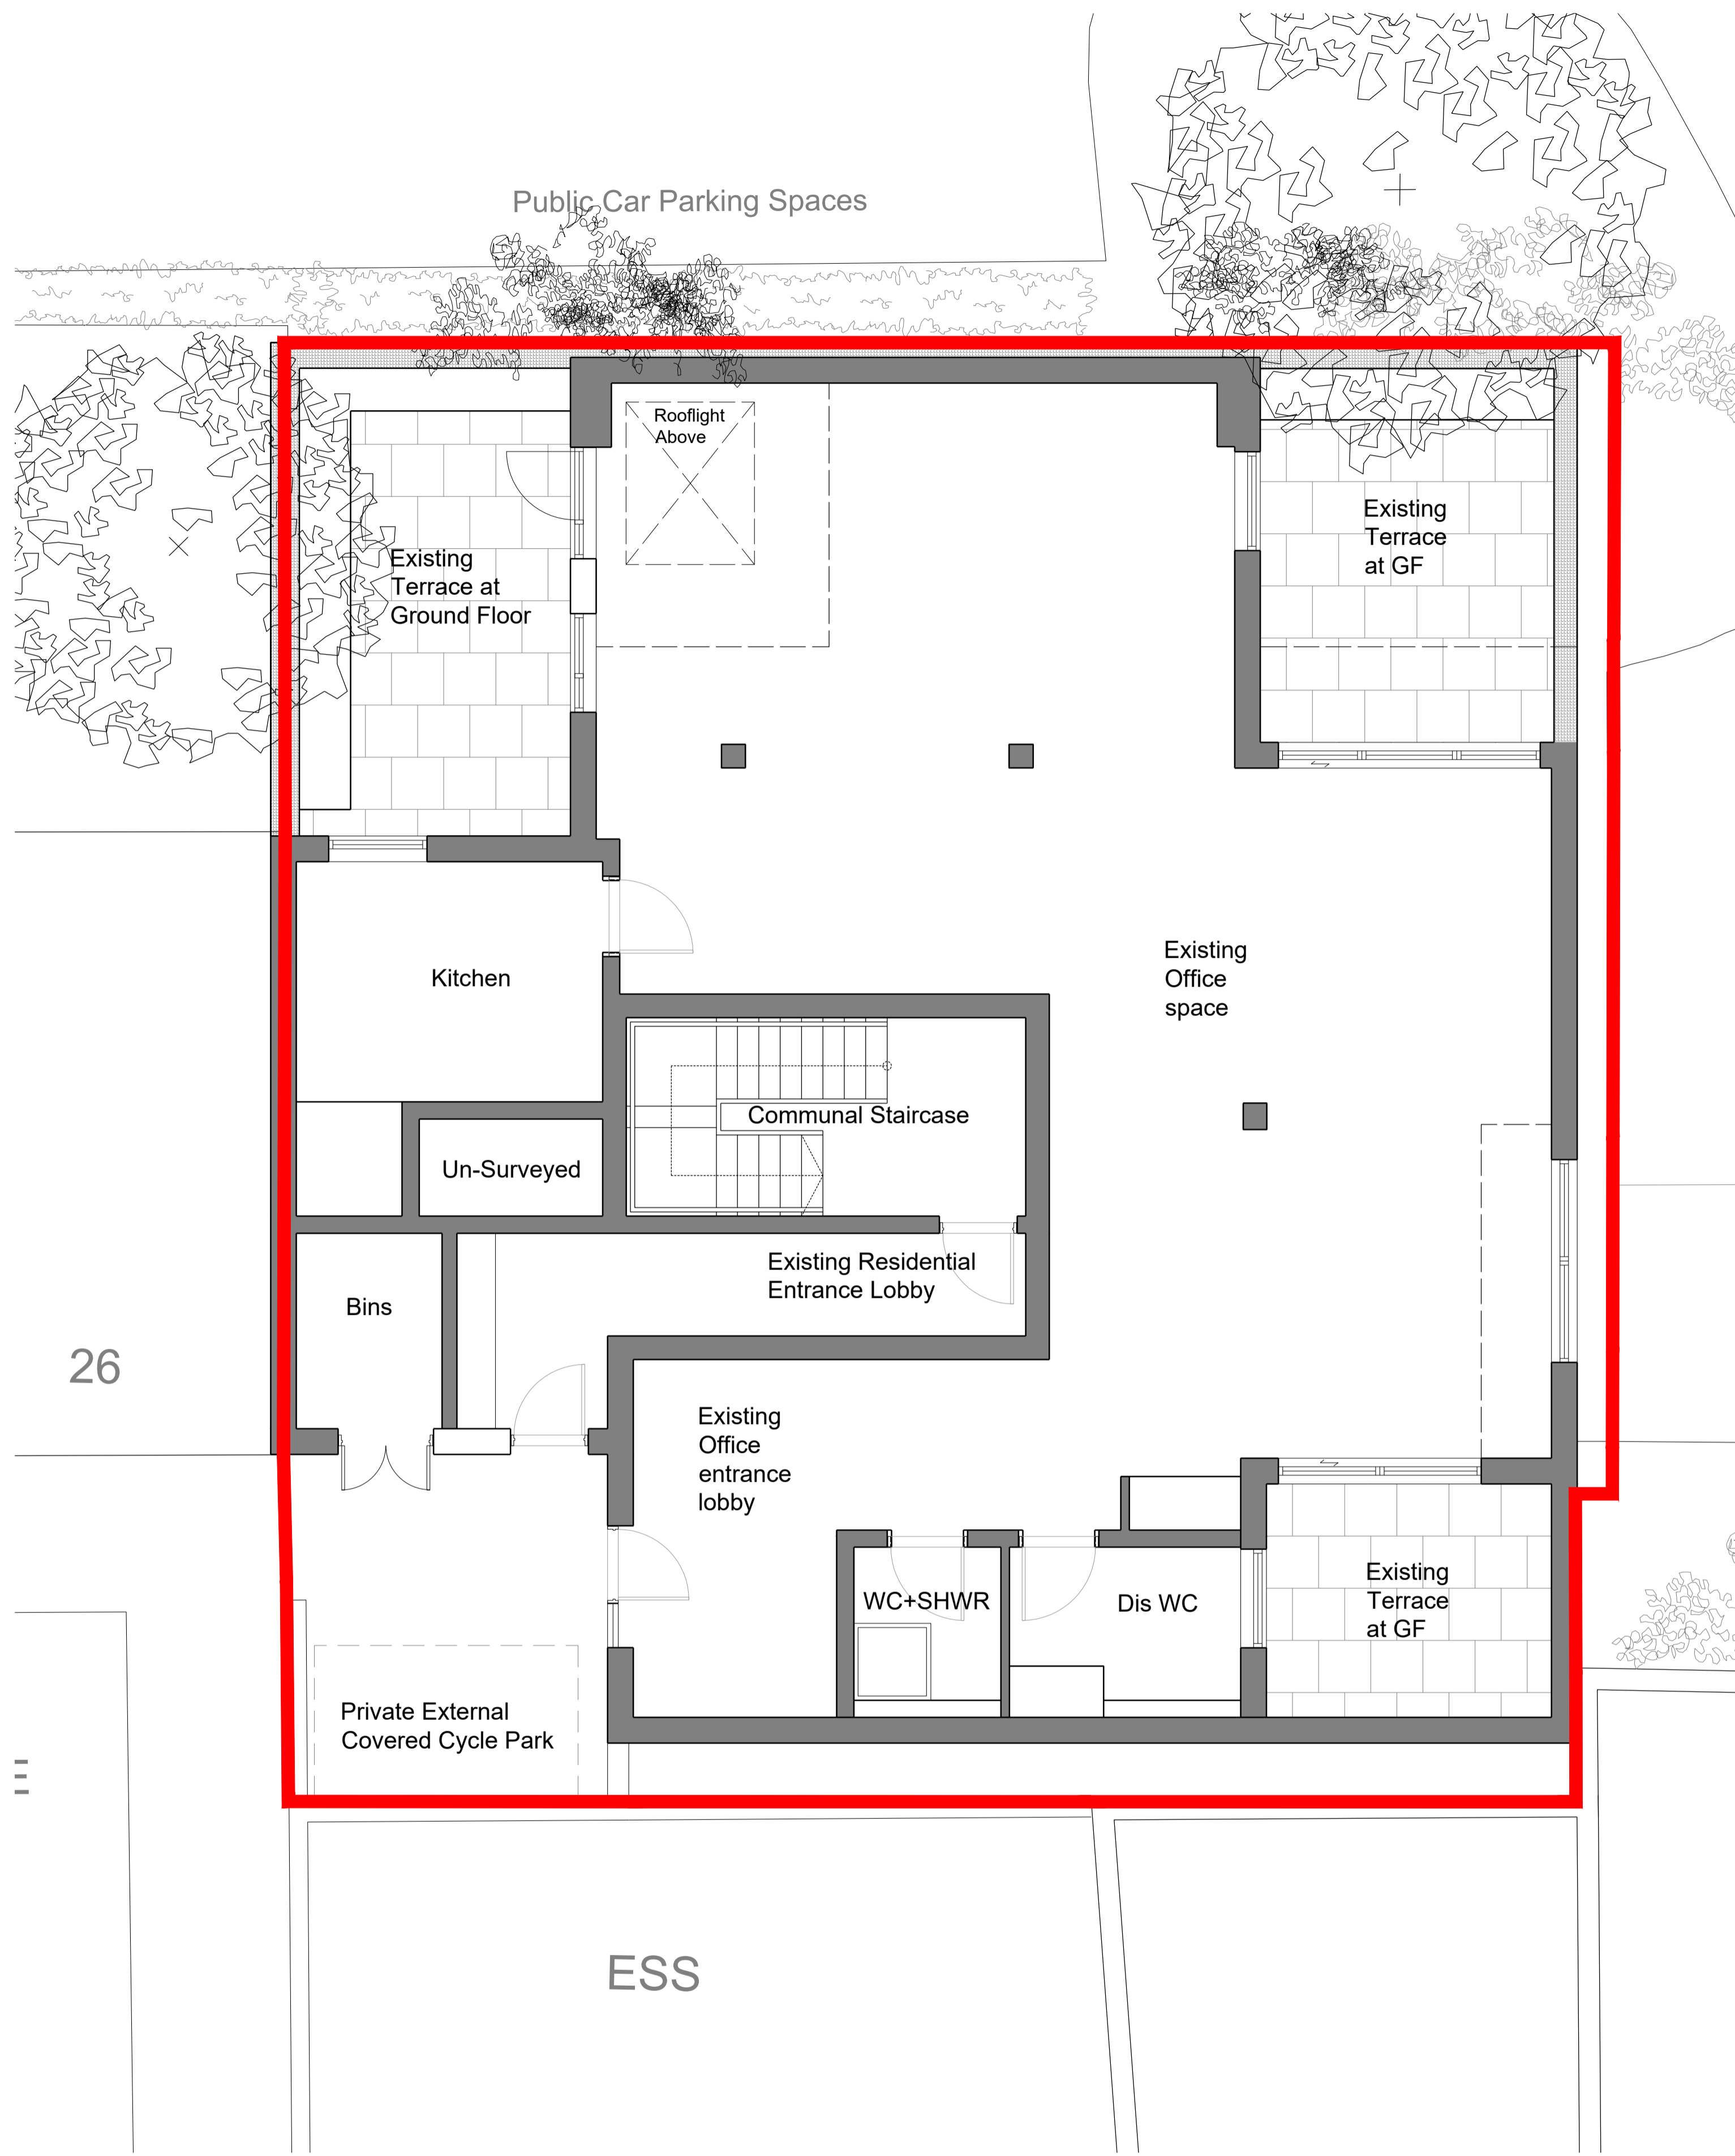 Public Car Parking Spaces
Rooflight
Above
Existing
Terrace at
Ground Floor
Existing
Terrace
at GF
Kitchen
Existing
Office
space
Communal Staircase
Un-Surveyed
Existing Residential
Entrance Lobby
Bins
26
Existing
Office
entrance
lobby
WC+SHWR
Dis WC
Existing
Terrace
at GF
Private External
Covered Cycle Park
E
ESS